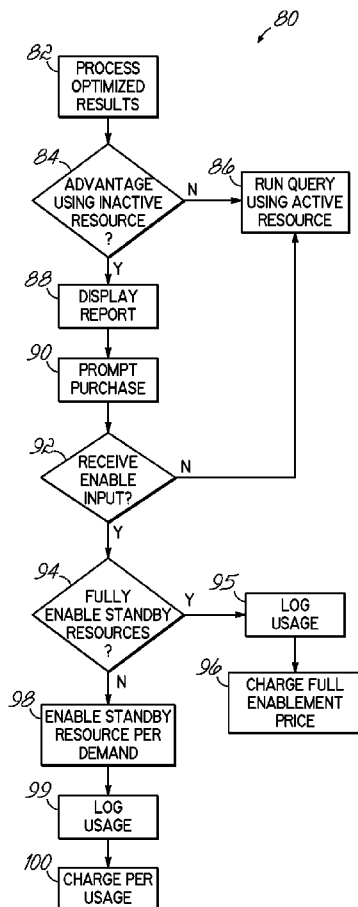 80
82
PROCESS
OPTIMIZED
RESULTS
84
ADVANTAGE
USING INACTIVE
RESOURCE
?
N
Y
86
RUN QUERY
USING ACTIVE
RESOURCE
88
DISPLAY
REPORT
90
PROMPT
PURCHASE
92
RECEIVE
ENABLE
INPUT?
N
Y
94
FULLY
ENABLE STANDBY
RESOURCES
?
Y
N
95
LOG
USAGE
96
CHARGE FULL
ENABLEMENT
PRICE
98
ENABLE STANDBY
RESOURCE PER
DEMAND
99
LOG
USAGE
100
CHARGE PER
USAGE